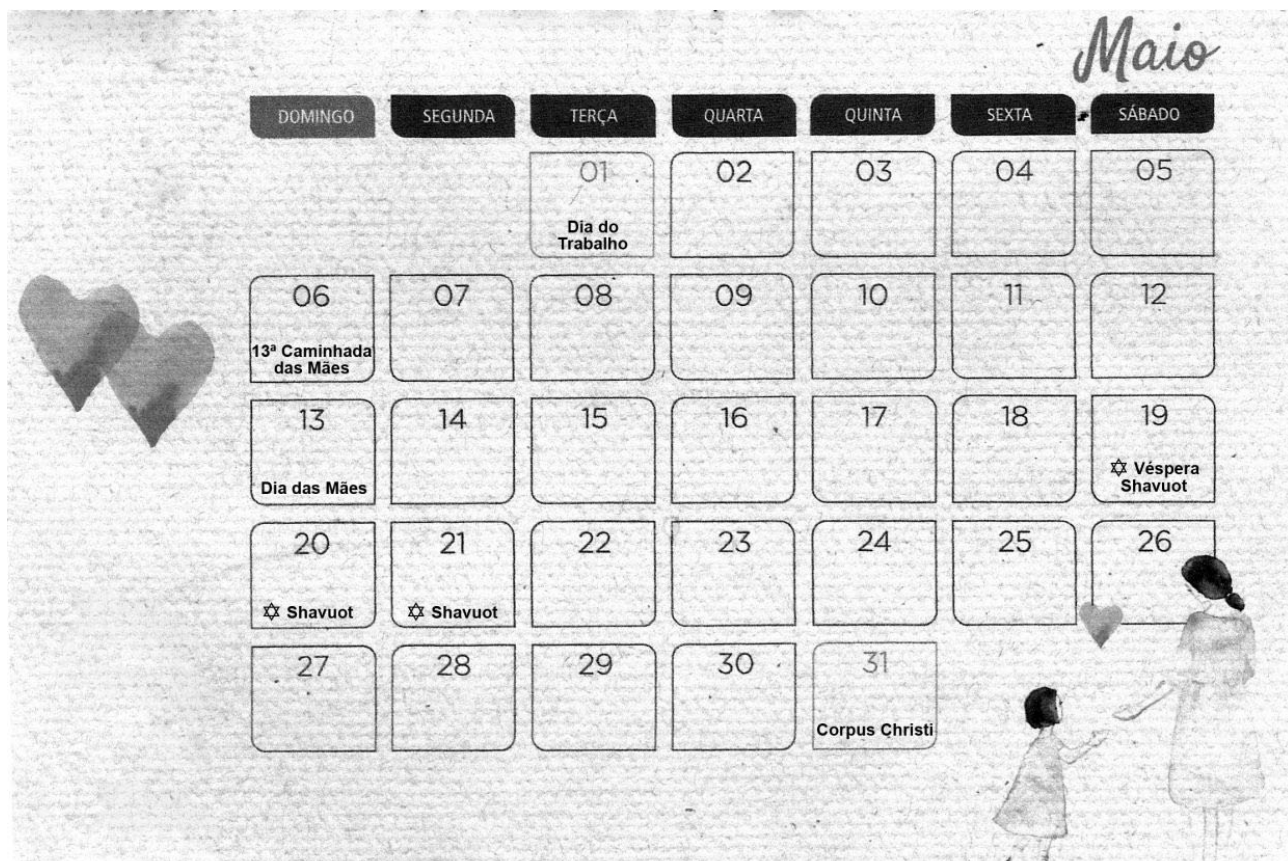 Maio
DOMINGO SEGUNDA TERÇA QUARTA QUINTA SEXTA SÁBADO
01 02 03 04 05
Dia do
Trabalho
06 07 08 09 10 11 12
13ª Caminhada
das Mães
13 14 15 16 17 18 19
Dia das Mães
✡ Véspera
Shavuot
20 21 22 23 24 25 26
✡ Shavuot ✡ Shavuot
27 28 29 30 31
Corpus Christi